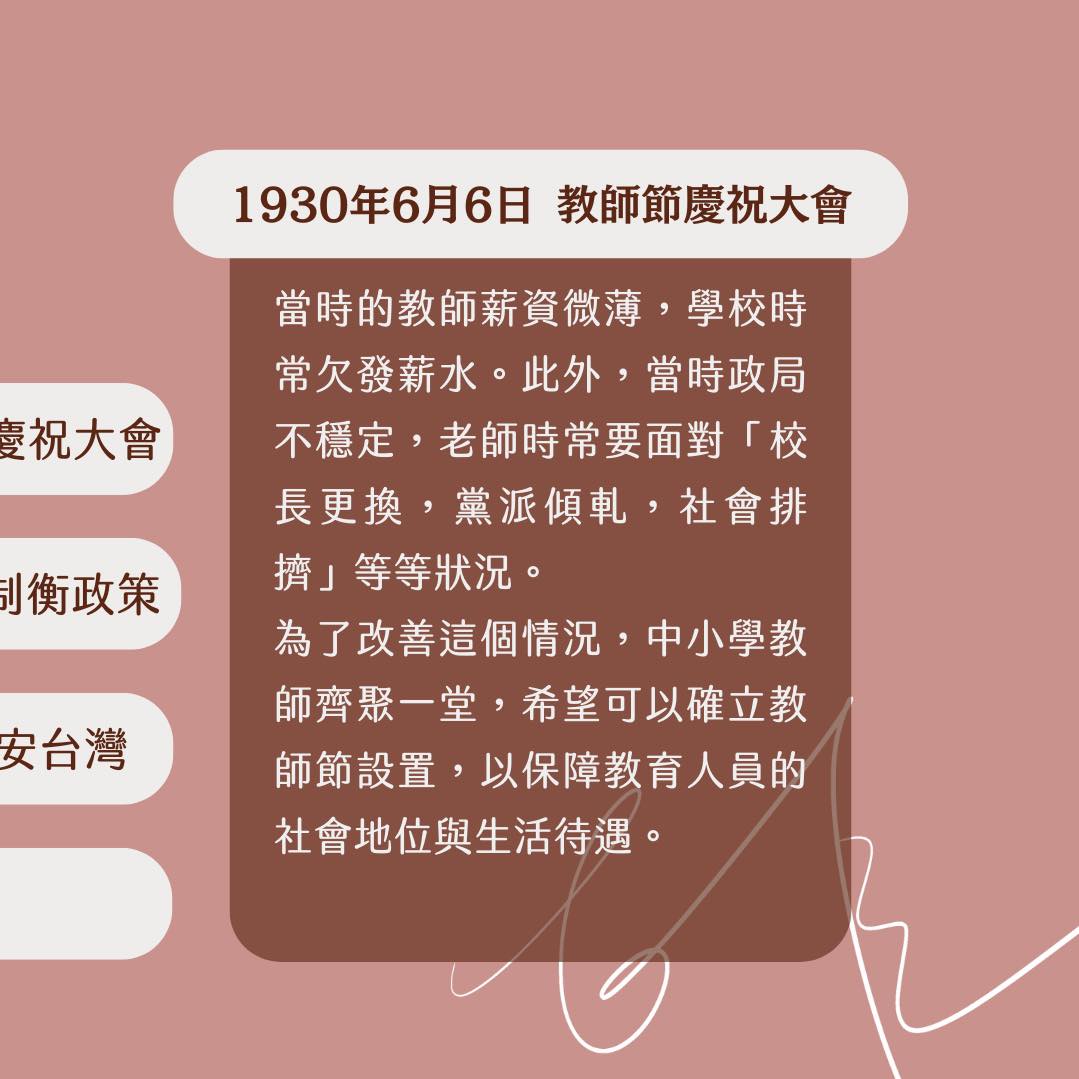 1930年6月6日 教師節慶祝大會
當時的教師薪資微薄，學校時
常欠發薪水。此外，當時政局
不穩定，老師時常要面對「校
長更換，黨派傾軋，社會排
擠」等等狀況。
為了改善這個情況，中小學教
師齊聚一堂，希望可以確立教
師節設置，以保障教育人員的
社會地位與生活待遇。
慶祝大會
制衡政策
安台灣